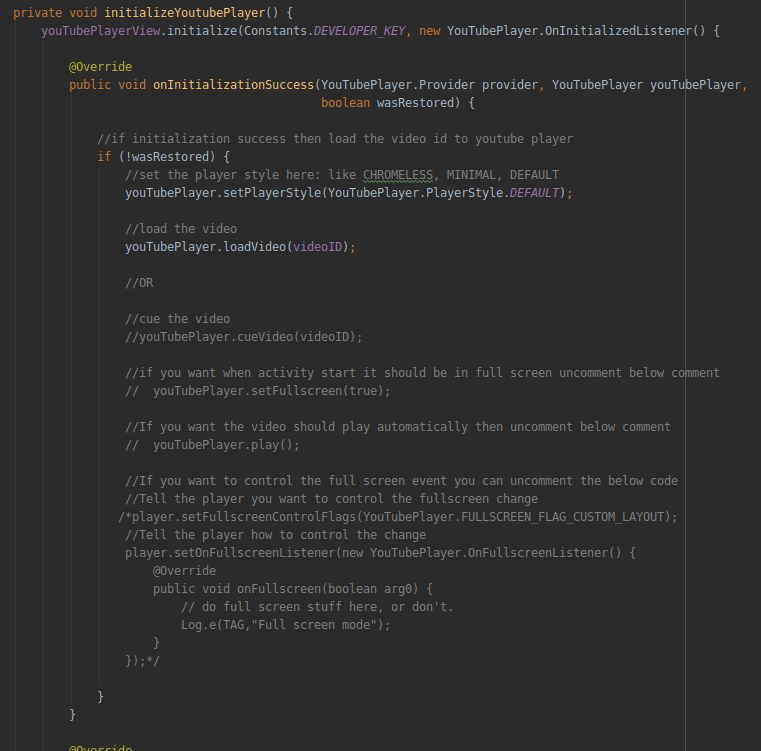 private void initializeYoutubePlayer() {
youTubePlayerView.initialize(Constants.DEVELOPER_KEY, new YouTubePlayer.OnInitializedListener() {
@Override
public void onInitializationSuccess(YouTubePlayer.Provider provider, YouTubePlayer youTubePlayer,
boolean wasRestored) {
//if initialization success then load the video id to youtube player
if (!wasRestored) {
//set the player style here: like CHROMELESS, MINIMAL, DEFAULT
youTubePlayer.setPlayerStyle(YouTubePlayer.PlayerStyle.DEFAULT);
//load the video
youTubePlayer.loadVideo(videoID);
//OR
//cue the video
//youTubePlayer.cueVideo(videoID);
//if you want when activity start it should be in full screen uncomment below comment
//  youTubePlayer.setFullscreen(true);
//If you want the video should play automatically then uncomment below comment
//  youTubePlayer.play();
//If you want to control the full screen event you can uncomment the below code
//Tell the player you want to control the fullscreen change
/*player.setFullscreenControlFlags(YouTubePlayer.FULLSCREEN_FLAG_CUSTOM_LAYOUT);
//Tell the player how to control the change
player.setOnFullscreenListener(new YouTubePlayer.OnFullscreenListener() {
@Override
public void onFullscreen(boolean arg0) {
// do full screen stuff here, or don't.
Log.e(TAG,"Full screen mode");
}
});*/
}
}
@Override